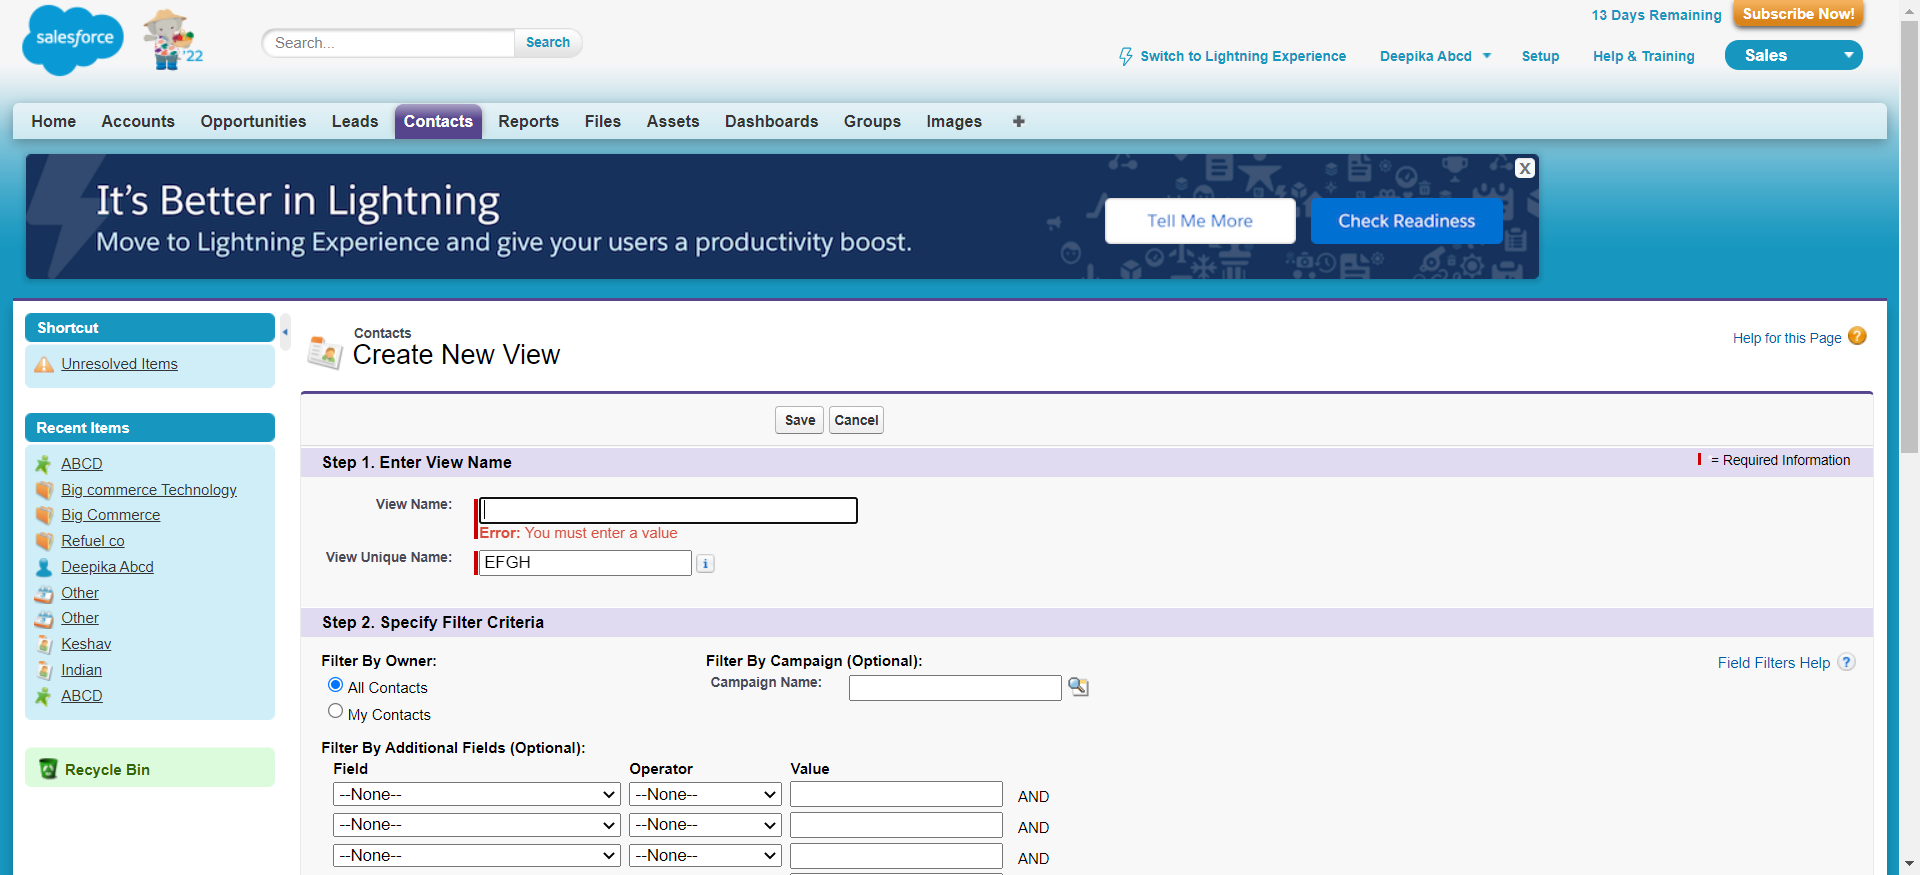 salesforce
'22
Search...
Search
13 Days Remaining
Subscribe Now!
Switch to Lightning Experience
Deepika Abcd
Setup
Help & Training
Sales
Home
Accounts
Opportunities
Leads
Contacts
Reports
Files
Assets
Dashboards
Groups
Images
It's Better in Lightning
Move to Lightning Experience and give your users a productivity boost.
Tell Me More
Check Readiness
X
Shortcut
Unresolved Items
Recent Items
ABCD
Big commerce Technology
Big Commerce
Refuel co
Deepika Abcd
Other
Other
Keshav
Indian
ABCD
Recycle Bin
Contacts
Create New View
Help for this Page ?
Save
Cancel
Step 1. Enter View Name
= Required Information
View Name:
Error: You must enter a value
View Unique Name:
EFGH
i
Step 2. Specify Filter Criteria
Filter By Owner:
All Contacts
My Contacts
Filter By Campaign (Optional):
Campaign Name:
Field Filters Help ?
Filter By Additional Fields (Optional):
Field Operator Value
--None-- --None-- AND
--None-- --None-- AND
--None-- --None-- AND